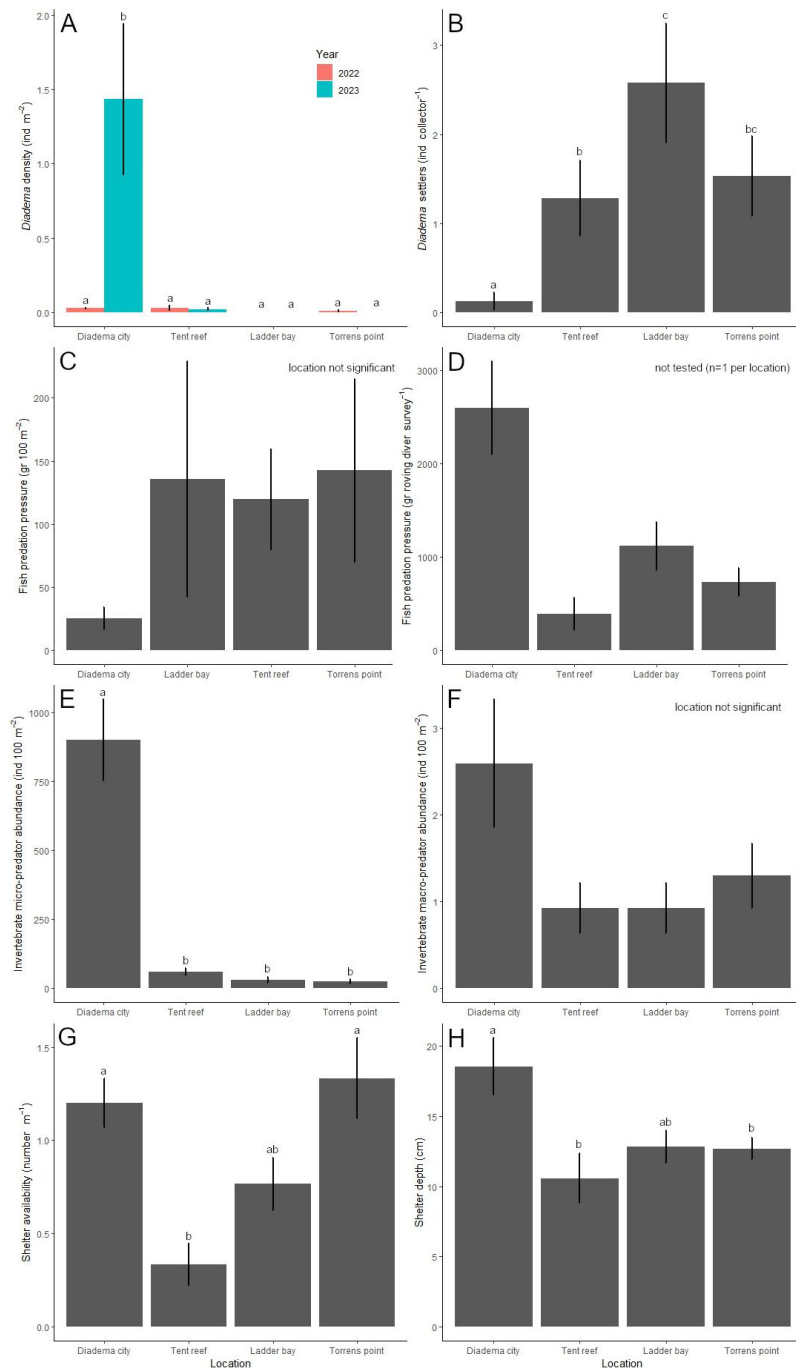 A
b
2.0
1.5
1.0
0.5
0.0
Diadema density (ind m⁻²)
Year
2022
2023
a
a
a
a
a
a
a
Diadema city
Tent reef
Ladder bay
Torrens point
B
c
bc
b
a
3
2
1
0
Diadema settlers (ind collector⁻¹)
Diadema city
Tent reef
Ladder bay
Torrens point
C
location not significant
200
150
100
50
0
Fish predation pressure (gr 100 m⁻²)
Diadema city
Ladder bay
Tent reef
Torrens point
D
not tested (n=1 per location)
3000
2000
1000
0
Fish predation pressure (gr roving diver survey⁻¹)
Diadema city
Tent reef
Ladder bay
Torrens point
E
a
b
b
b
1000
750
500
250
0
Invertebrate micro-predator abundance (ind 100 m⁻²)
Diadema city
Tent reef
Ladder bay
Torrens point
F
location not significant
3
2
1
0
Invertebrate macro-predator abundance (ind 100 m⁻²)
Diadema city
Tent reef
Ladder bay
Torrens point
G
a
b
ab
a
1.5
1.0
0.5
0.0
Shelter availability (number m⁻¹)
Diadema city
Tent reef
Ladder bay
Torrens point
Location
H
a
b
ab
b
20
15
10
5
0
Shelter depth (cm)
Diadema city
Tent reef
Ladder bay
Torrens point
Location